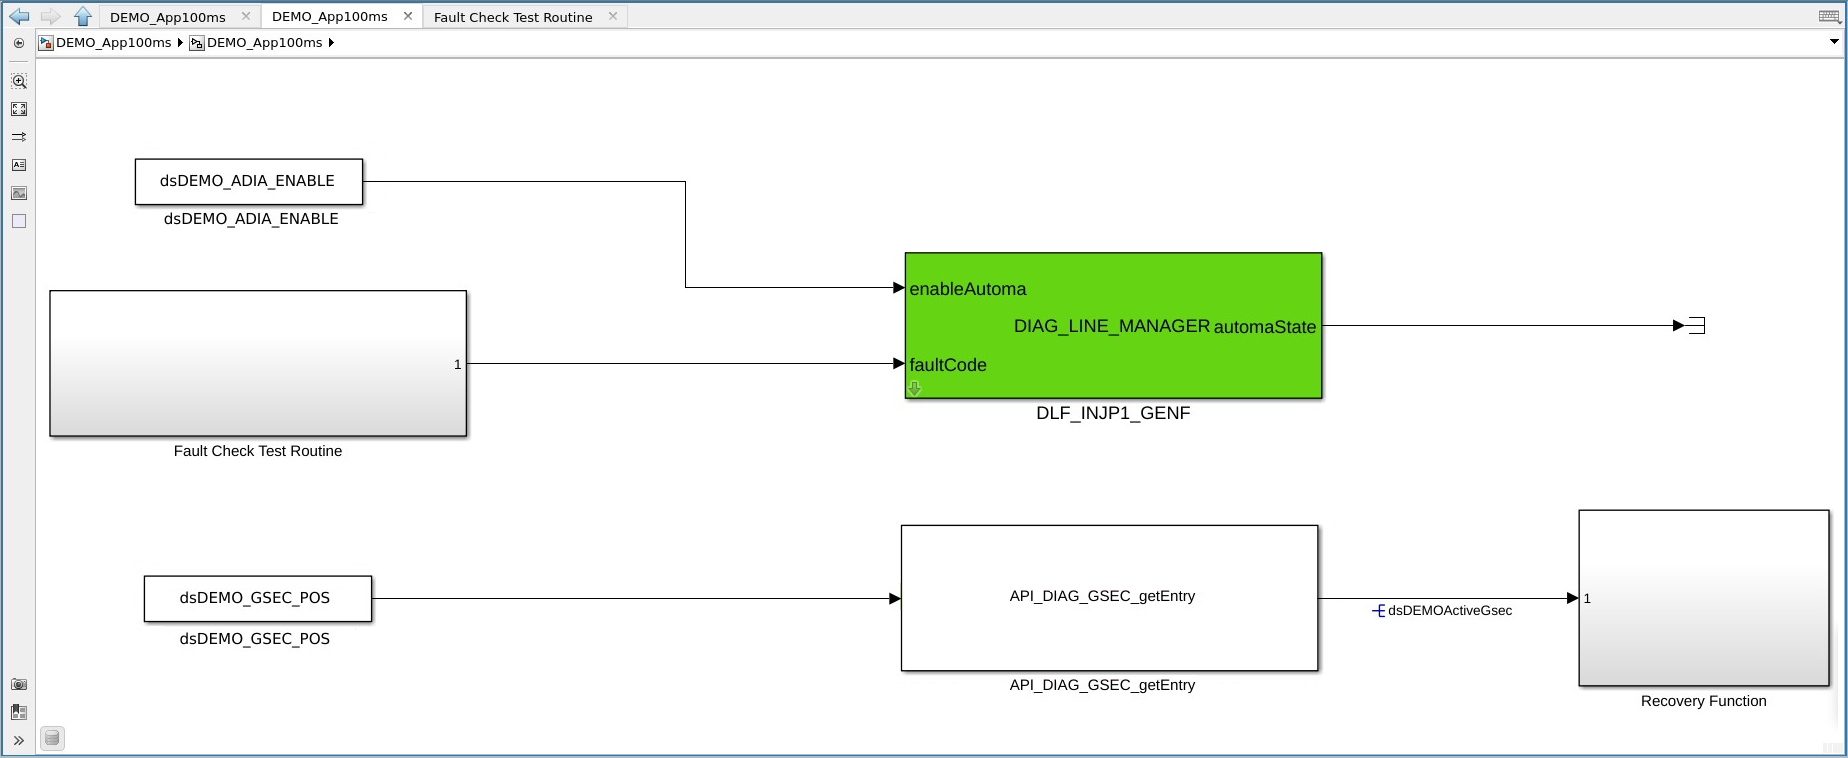 DEMO_App100ms DEMO_App100ms Fault Check Test Routine
DEMO_App100ms DEMO_App100ms
dsDEMO_ADIA_ENABLE
dsDEMO_ADIA_ENABLE
enableAutoma
DIAG_LINE_MANAGER automaState
1
faultCode
DLF_INJP1_GENF
Fault Check Test Routine
dsDEMO_GSEC_POS
dsDEMO_GSEC_POS
API_DIAG_GSEC_getEntry
API_DIAG_GSEC_getEntry
dsDEMOActiveGsec
1
Recovery Function